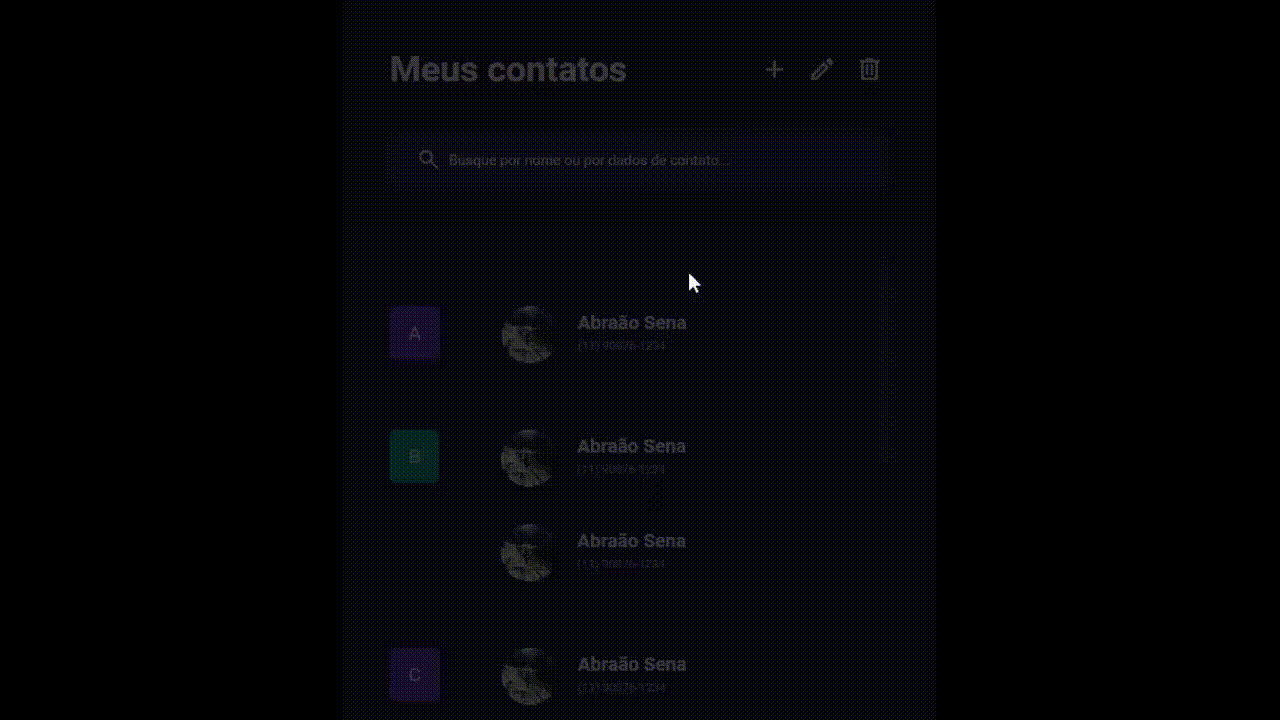 Meus contatos
Busque por nome ou por dados de contato...
A
Abraão Sena
(11) 90876-1234
B
Abraão Sena
(11) 90876-1234
Abraão Sena
(11) 90876-1234
C
Abraão Sena
(11) 90876-1234